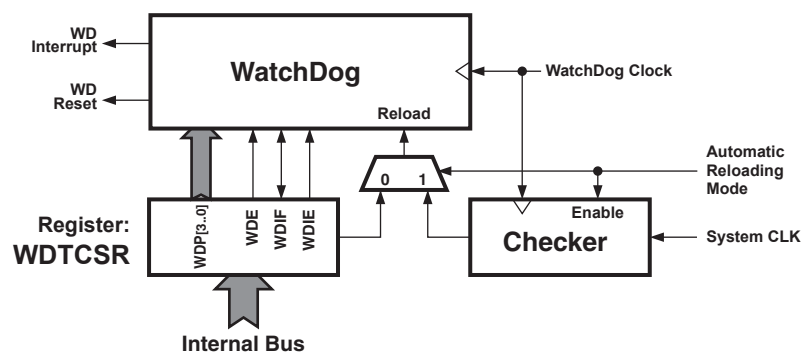 WD
Interrupt
WatchDog
WatchDog Clock
WD
Reset
Reload
0 1
Automatic
Reloading
Mode
Register:
WDTCSR
WDP[3..0]
WDE
WDIF
WDIE
Enable
Checker
System CLK
Internal Bus